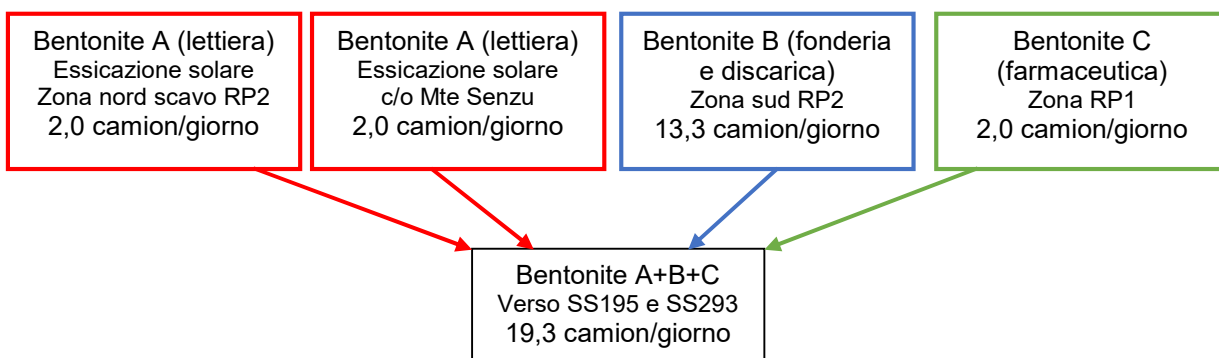 Bentonite A (lettiera)
Essicazione solare
Zona nord scavo RP2
2,0 camion/giorno
Bentonite A (lettiera)
Essicazione solare
c/o Mte Senzu
2,0 camion/giorno
Bentonite B (fonderia
e discarica)
Zona sud RP2
13,3 camion/giorno
Bentonite C
(farmaceutica)
Zona RP1
2,0 camion/giorno
Bentonite A+B+C
Verso SS195 e SS293
19,3 camion/giorno